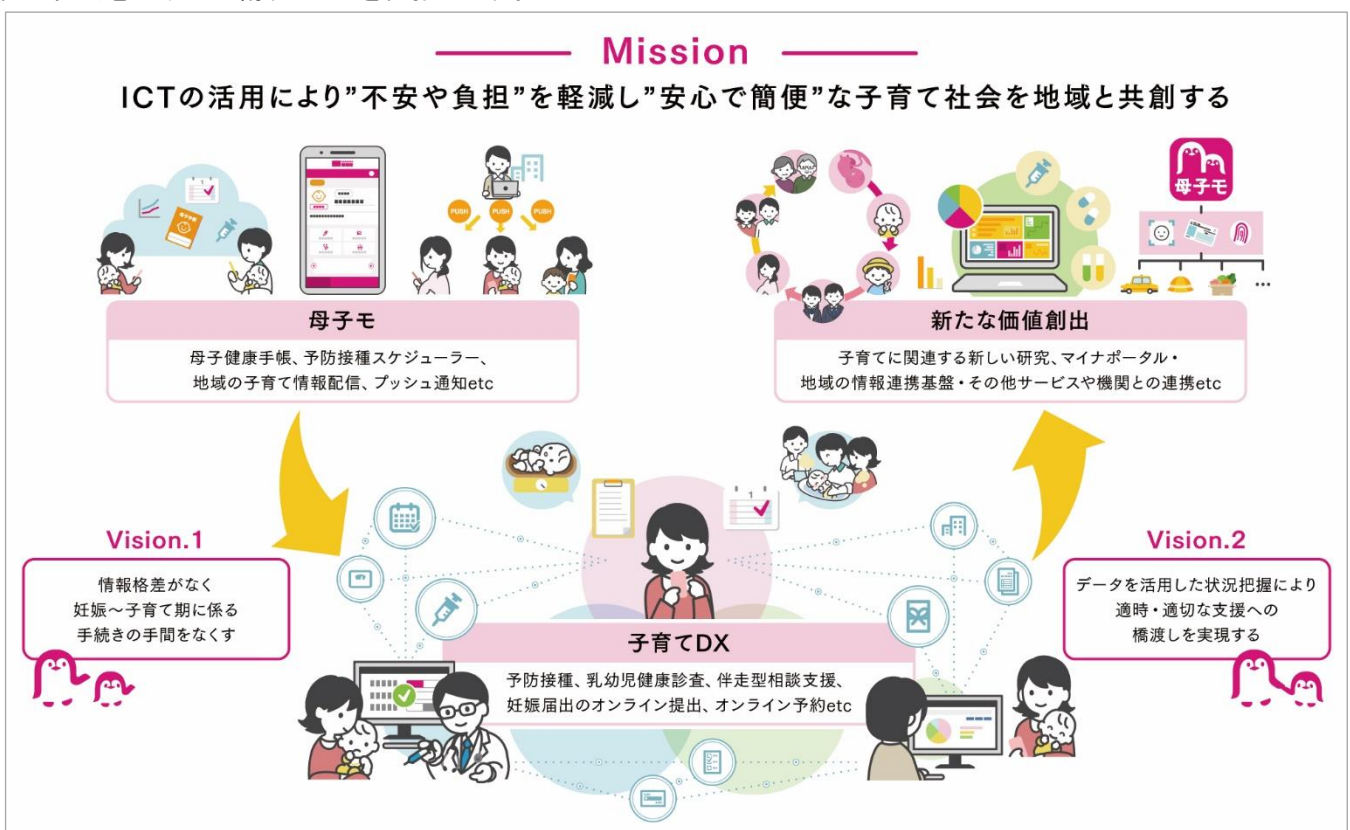 Mission
ICTの活用により”不安や負担”を軽減し”安心で簡便”な子育て社会を地域と共創する
母子手帳
1
PUSH
PUSH
PUSH
母子モ
母子健康手帳、予防接種スケジューラー、
地域の子育て情報配信、プッシュ通知etc
母子モ
...
新たな価値創出
子育てに関連する新しい研究、マイナポータル・
地域の情報連携基盤・その他サービスや機関との連携etc
1
Vision.1
情報格差がなく
妊娠～子育て期に係る
手続きの手間をなくす
Vision.2
データを活用した状況把握により
適時・適切な支援への
橋渡しを実現する
子育てDX
予防接種、乳幼児健康診査、伴走型相談支援、
妊娠届出のオンライン提出、オンライン予約etc